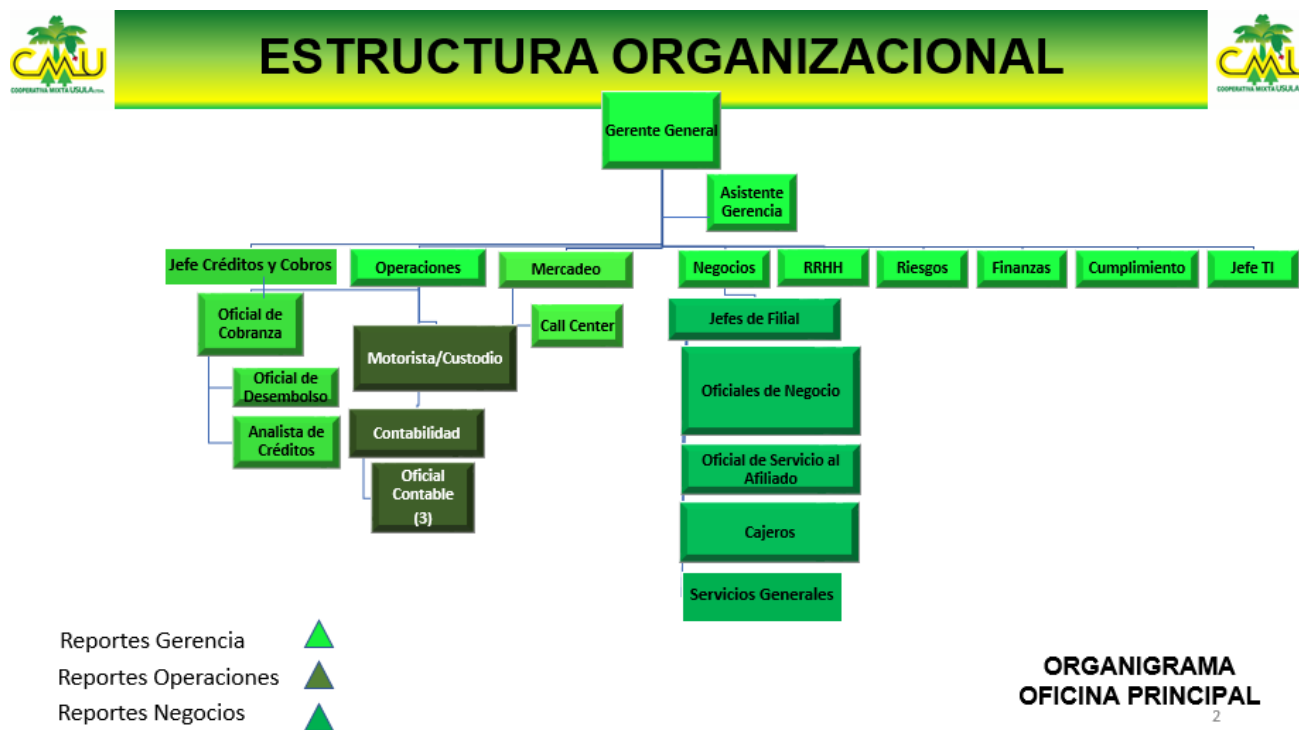 CMU
COOPERATIVA MIXTA USULA LTDA.
ESTRUCTURA ORGANIZACIONAL
CMU
COOPERATIVA MIXTA USULA
Gerente General
Asistente
Gerencia
Jefe Créditos y Cobros
Operaciones
Mercadeo
Negocios
RRHH
Riesgos
Finanzas
Cumplimiento
Jefe TI
Oficial de
Cobranza
Oficial de
Desembolso
Analista de
Créditos
Motorista/Custodio
Contabilidad
Oficial
Contable
(3)
Call Center
Jefes de Filial
Oficiales de Negocio
Oficial de Servicio al
Afiliado
Cajeros
Servicios Generales
Reportes Gerencia
Reportes Operaciones
Reportes Negocios
ORGANIGRAMA
OFICINA PRINCIPAL
2